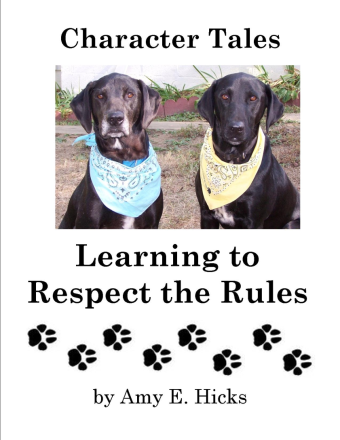 Character Tales
Learning to
Respect the Rules
by Amy E. Hicks